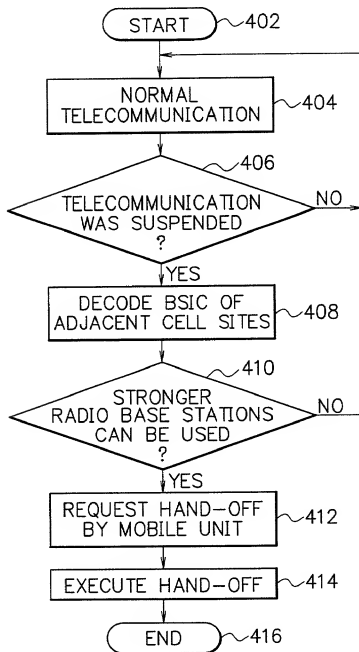 START
402
NORMAL
TELECOMMUNICATION
404
406
TELECOMMUNICATION
WAS SUSPENDED
?
NO
YES
DECODE BSIC OF
ADJACENT CELL SITES
408
410
STRONGER
RADIO BASE STATIONS
CAN BE USED
?
NO
YES
REQUEST HAND-OFF
BY MOBILE UNIT
412
EXECUTE HAND-OFF
414
END
416